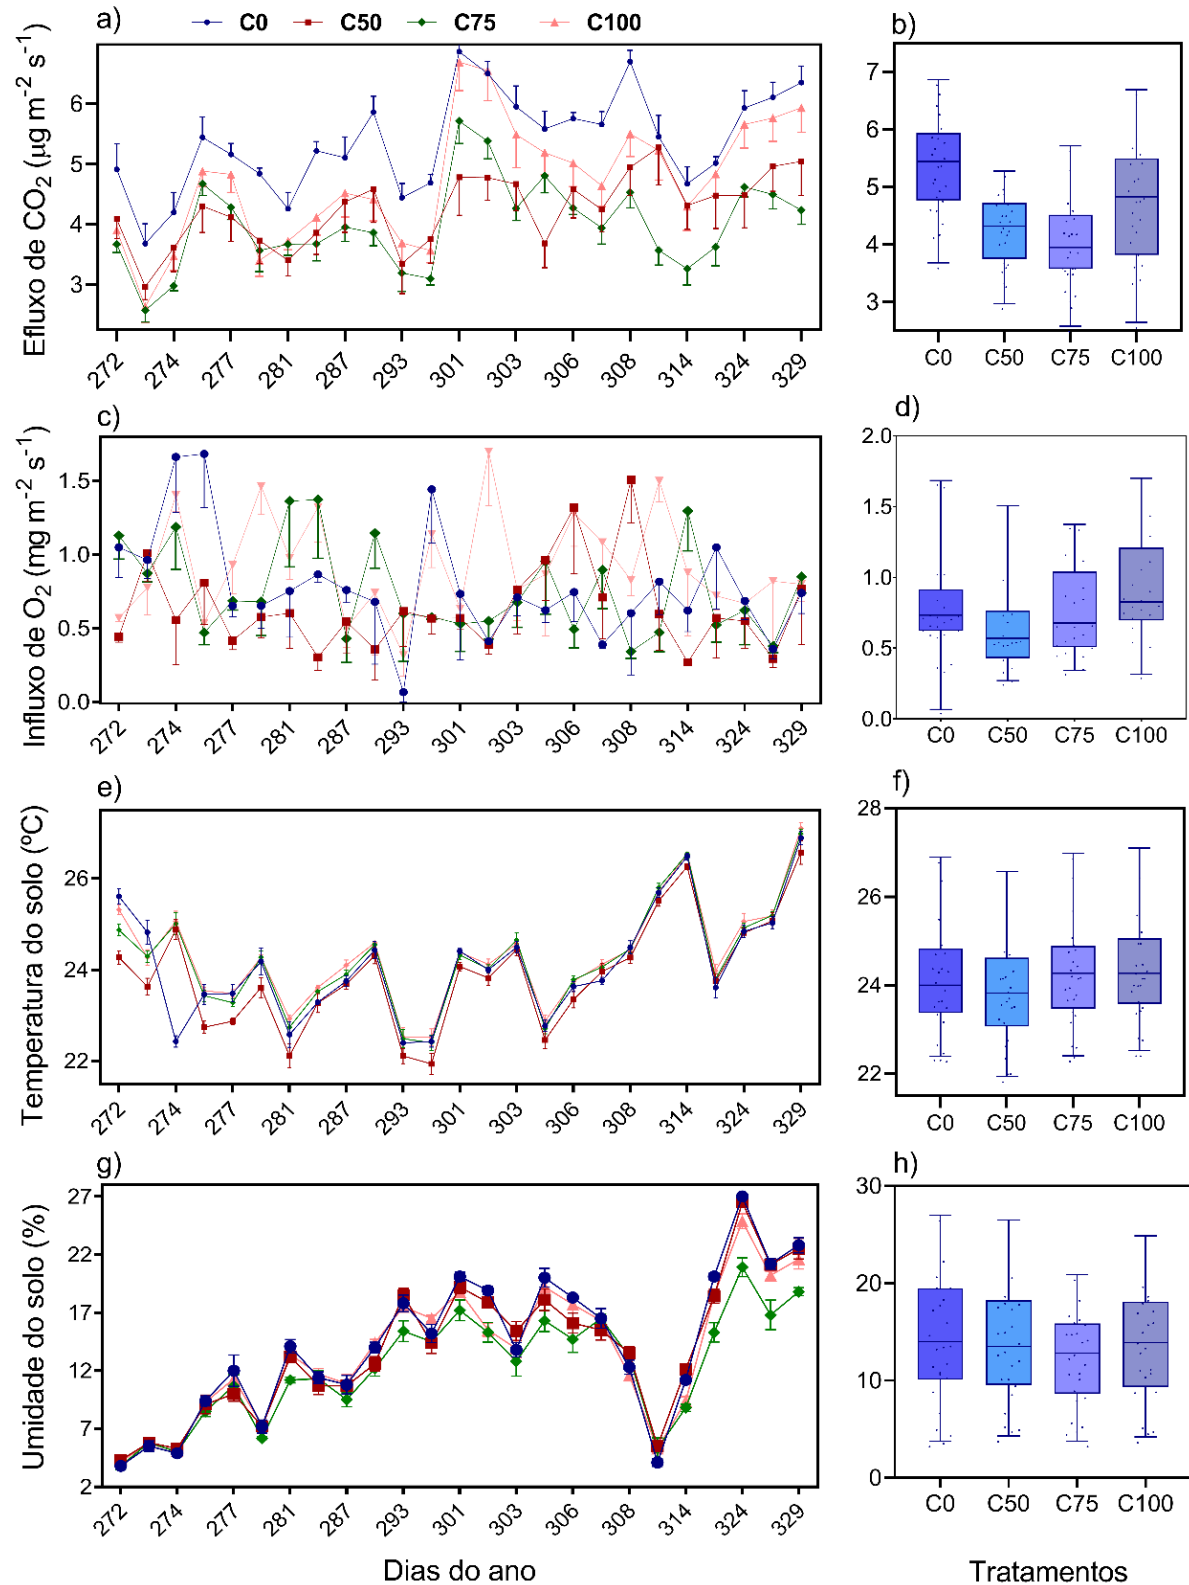 a) C0 C50 C75 C100
Efluxo de CO₂ (µg m⁻² s⁻¹)
6
5
4
3
272 274 277 281 287 293 301 303 306 308 314 324 329
b)
7
6
5
4
3
C0 C50 C75 C100
c)
Influxo de O₂ (mg m⁻² s⁻¹)
1.5
1.0
0.5
0.0
272 274 277 281 287 293 301 303 306 308 314 324 329
d)
2.0
1.5
1.0
0.5
0.0
C0 C50 C75 C100
e)
Temperatura do solo (ºC)
26
24
22
272 274 277 281 287 293 301 303 306 308 314 324 329
f)
28
26
24
22
C0 C50 C75 C100
g)
Umidade do solo (%)
27
22
17
12
7
2
272 274 277 281 287 293 301 303 306 308 314 324 329
Dias do ano
h)
30
20
10
0
C0 C50 C75 C100
Tratamentos